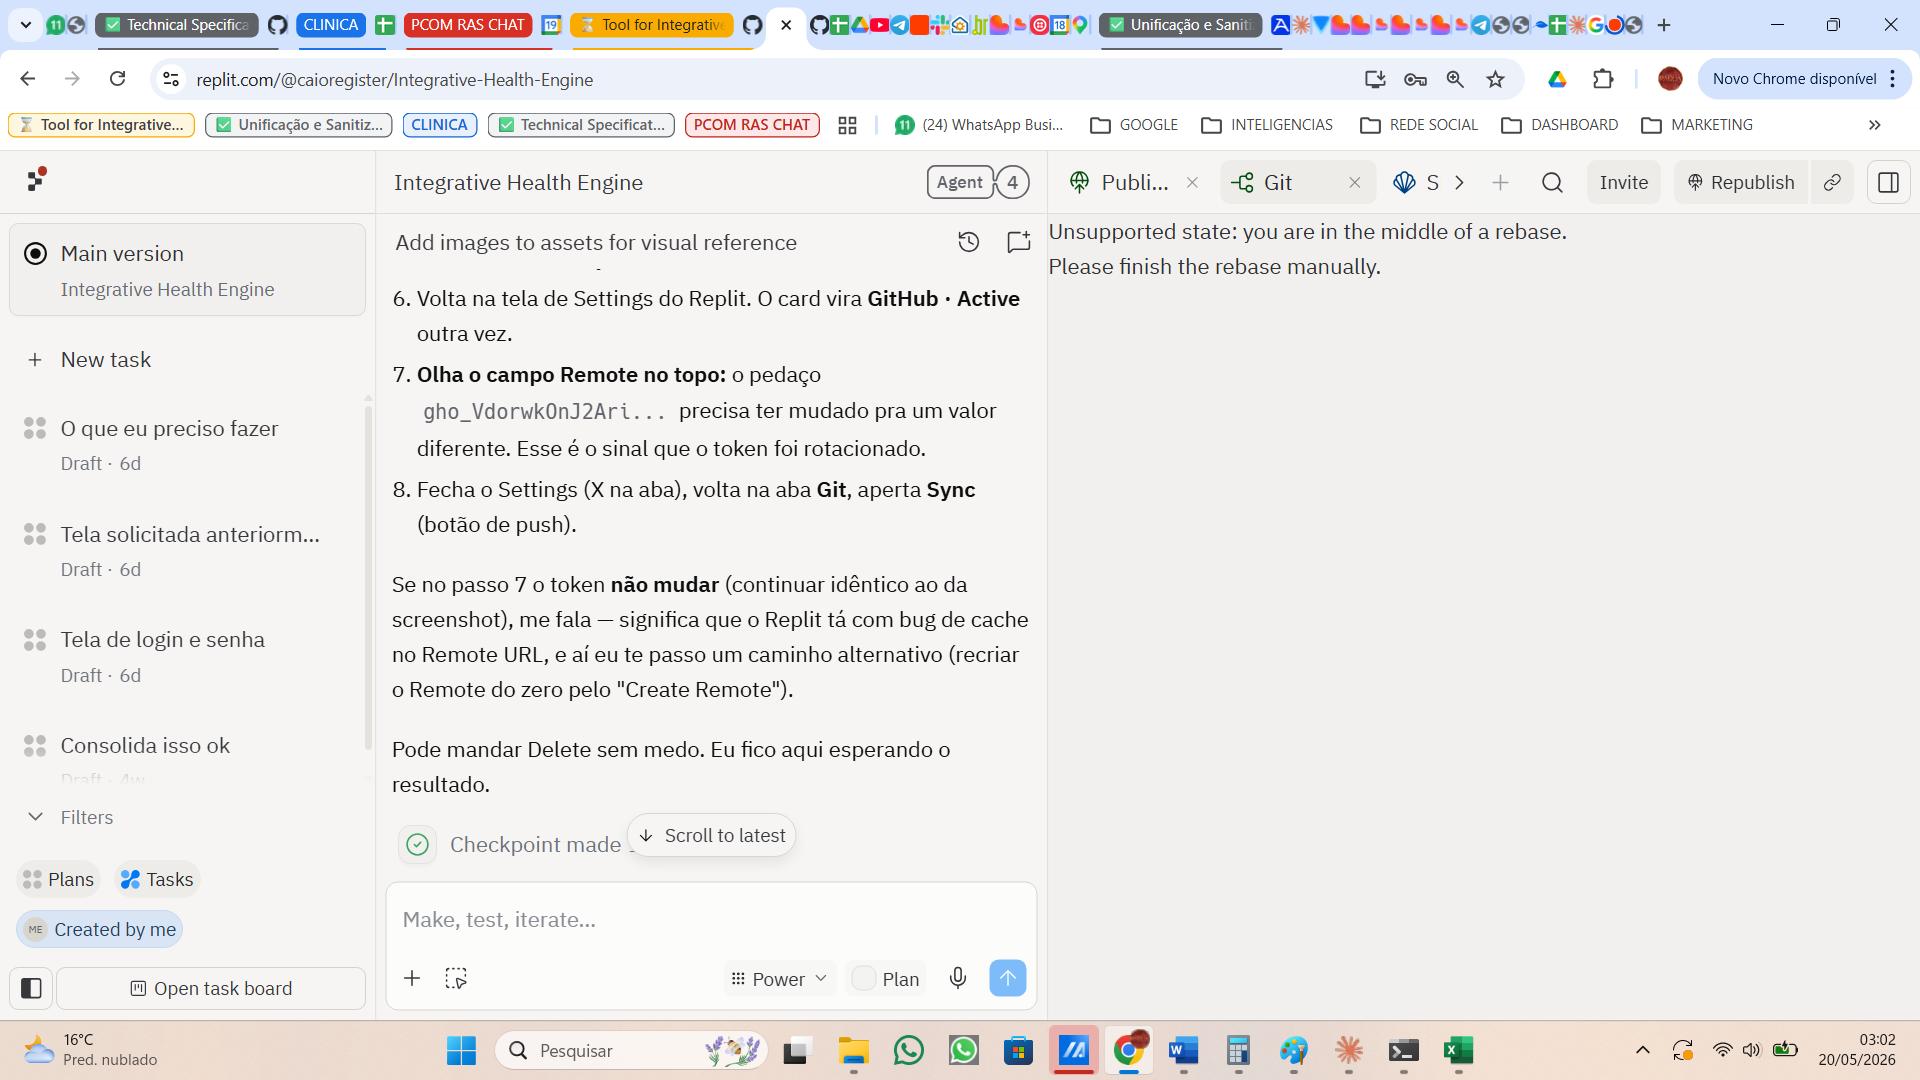 11
Technical Specifica
CLINICA
PCOM RAS CHAT
19
Tool for Integrative
18
Unificação e Saniti
replit.com/@caioregister/Integrative-Health-Engine
Novo Chrome disponível
Tool for Integrative...
Unificação e Sanitiz...
CLINICA
Technical Specificat...
PCOM RAS CHAT
(24) WhatsApp Busi...
GOOGLE
INTELIGENCIAS
REDE SOCIAL
DASHBOARD
MARKETING
Integrative Health Engine
Agent 4
Publi...
Git
S
Invite
Republish
Main version
Integrative Health Engine
New task
O que eu preciso fazer
Draft · 6d
Tela solicitada anteriorm...
Draft · 6d
Tela de login e senha
Draft · 6d
Consolida isso ok
Draft · 4w
Filters
Plans
Tasks
ME Created by me
Open task board
Add images to assets for visual reference
6. Volta na tela de Settings do Replit. O card vira GitHub · Active
outra vez.
7. Olha o campo Remote no topo: o pedaço
gho_VdorwkOnJ2Ari... precisa ter mudado pra um valor
diferente. Esse é o sinal que o token foi rotacionado.
8. Fecha o Settings (X na aba), volta na aba Git, aperta Sync
(botão de push).
Se no passo 7 o token não mudar (continuar idêntico ao da
screenshot), me fala — significa que o Replit tá com bug de cache
no Remote URL, e aí eu te passo um caminho alternativo (recriar
o Remote do zero pelo "Create Remote").
Pode mandar Delete sem medo. Eu fico aqui esperando o
resultado.
Checkpoint made
Scroll to latest
Make, test, iterate...
Power
Plan
Unsupported state: you are in the middle of a rebase.
Please finish the rebase manually.
16°C
Pred. nublado
Pesquisar
03:02
20/05/2026